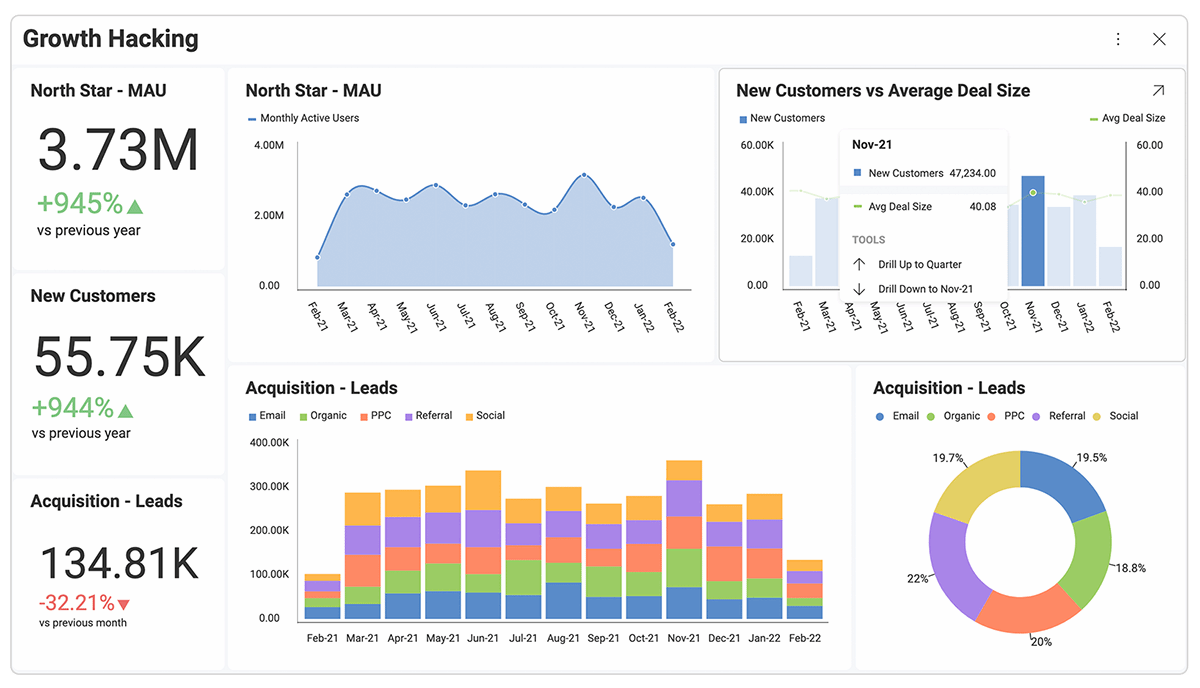 Growth Hacking
North Star - MAU
3.73M
+945%
vs previous year
New Customers
55.75K
+944%
vs previous year
Acquisition - Leads
134.81K
-32.21%
vs previous month
North Star - MAU
Monthly Active Users
4.00M
2.00M
0.00
Feb-21 Mar-21 Apr-21 May-21 Jun-21 Jul-21 Aug-21 Sep-21 Oct-21 Nov-21 Dec-21 Jan-22 Feb-22
New Customers vs Average Deal Size
New Customers Avg Deal Size
60.00K 60.00
40.00K 40.00
20.00K 20.00
0.00 0.00
Nov-21
New Customers 47,234.00
Avg Deal Size 40.08
TOOLS
Drill Up to Quarter
Drill Down to Nov-21
Feb-21 Mar-21 Apr-21 May-21 Jun-21 Jul-21 Aug-21 Sep-21 Oct-21 Nov-21 Dec-21 Jan-22 Feb-22
Acquisition - Leads
Email Organic PPC Referral Social
400.00K
300.00K
200.00K
100.00K
0.00
Feb-21 Mar-21 Apr-21 May-21 Jun-21 Jul-21 Aug-21 Sep-21 Oct-21 Nov-21 Dec-21 Jan-22 Feb-22
Acquisition - Leads
Email Organic PPC Referral Social
19.7% 19.5%
22% 18.8%
20%